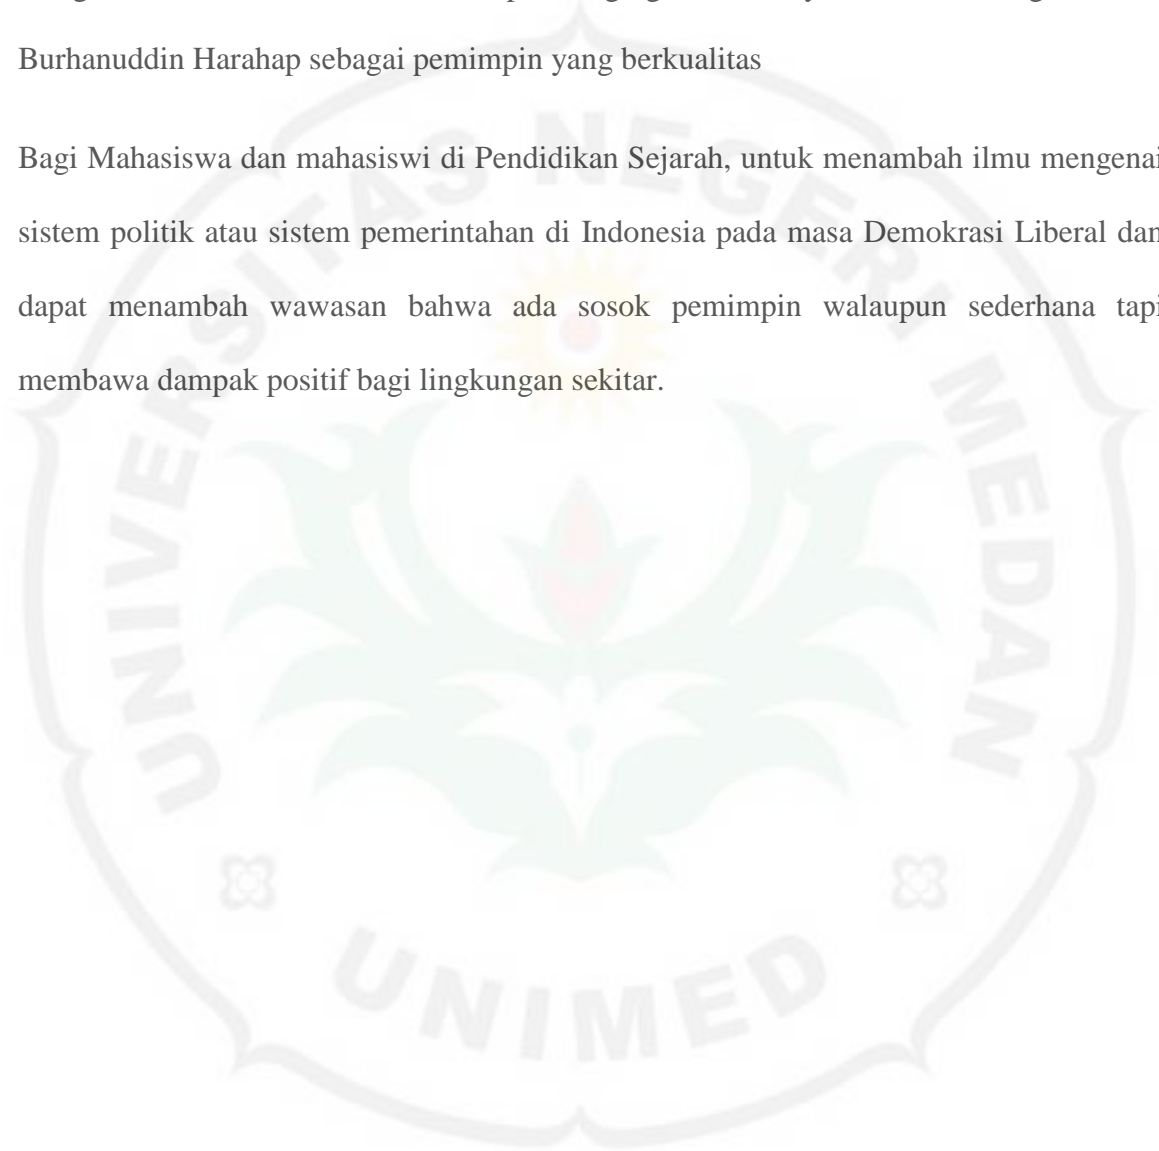 Burhanuddin Harahap sebagai pemimpin yang berkualitas
Bagi Mahasiswa dan mahasiswi di Pendidikan Sejarah, untuk menambah ilmu mengenai
sistem politik atau sistem pemerintahan di Indonesia pada masa Demokrasi Liberal dan
dapat menambah wawasan bahwa ada sosok pemimpin walaupun sederhana tapi
membawa dampak positif bagi lingkungan sekitar.
UNIVERSITAS NEGERI MEDAN
UNIMED